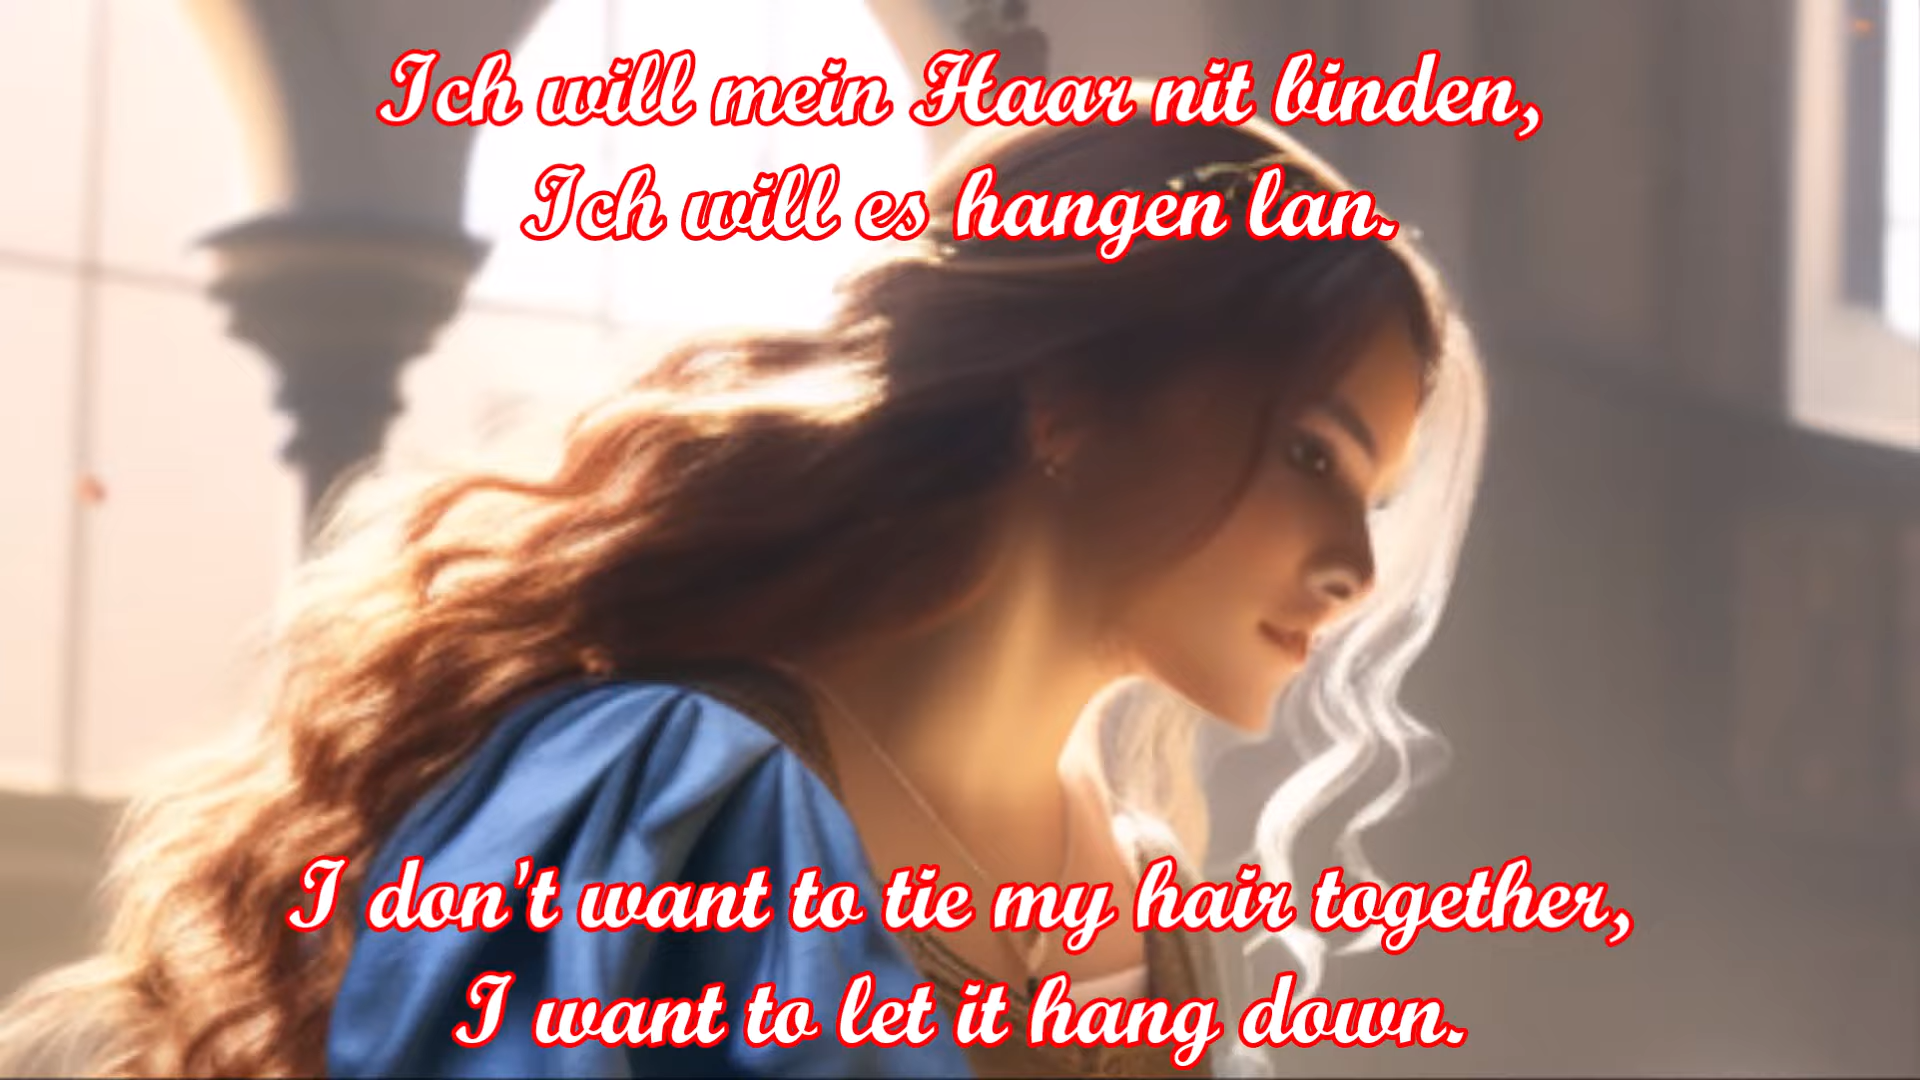 Ich will mein Haar nit binden,
Ich will es hangen lan.
I don't want to tie my hair together,
I want to let it hang down.